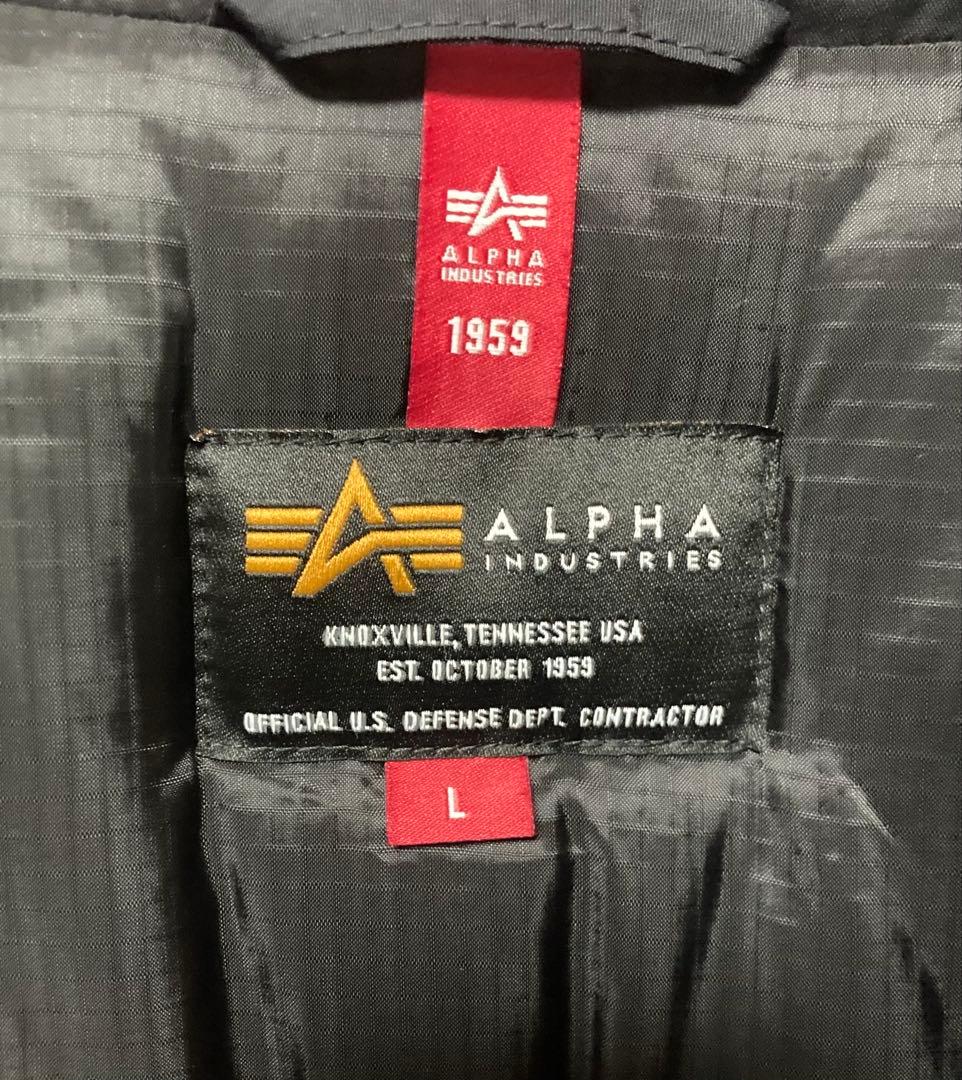 ALPHA
INDUSTRIES
1959
ALPHA
INDUSTRIES
KNOXVILLE, TENNESSEE USA
EST. OCTOBER 1959
OFFICIAL U.S. DEFENSE DEPT. CONTRACTOR
L